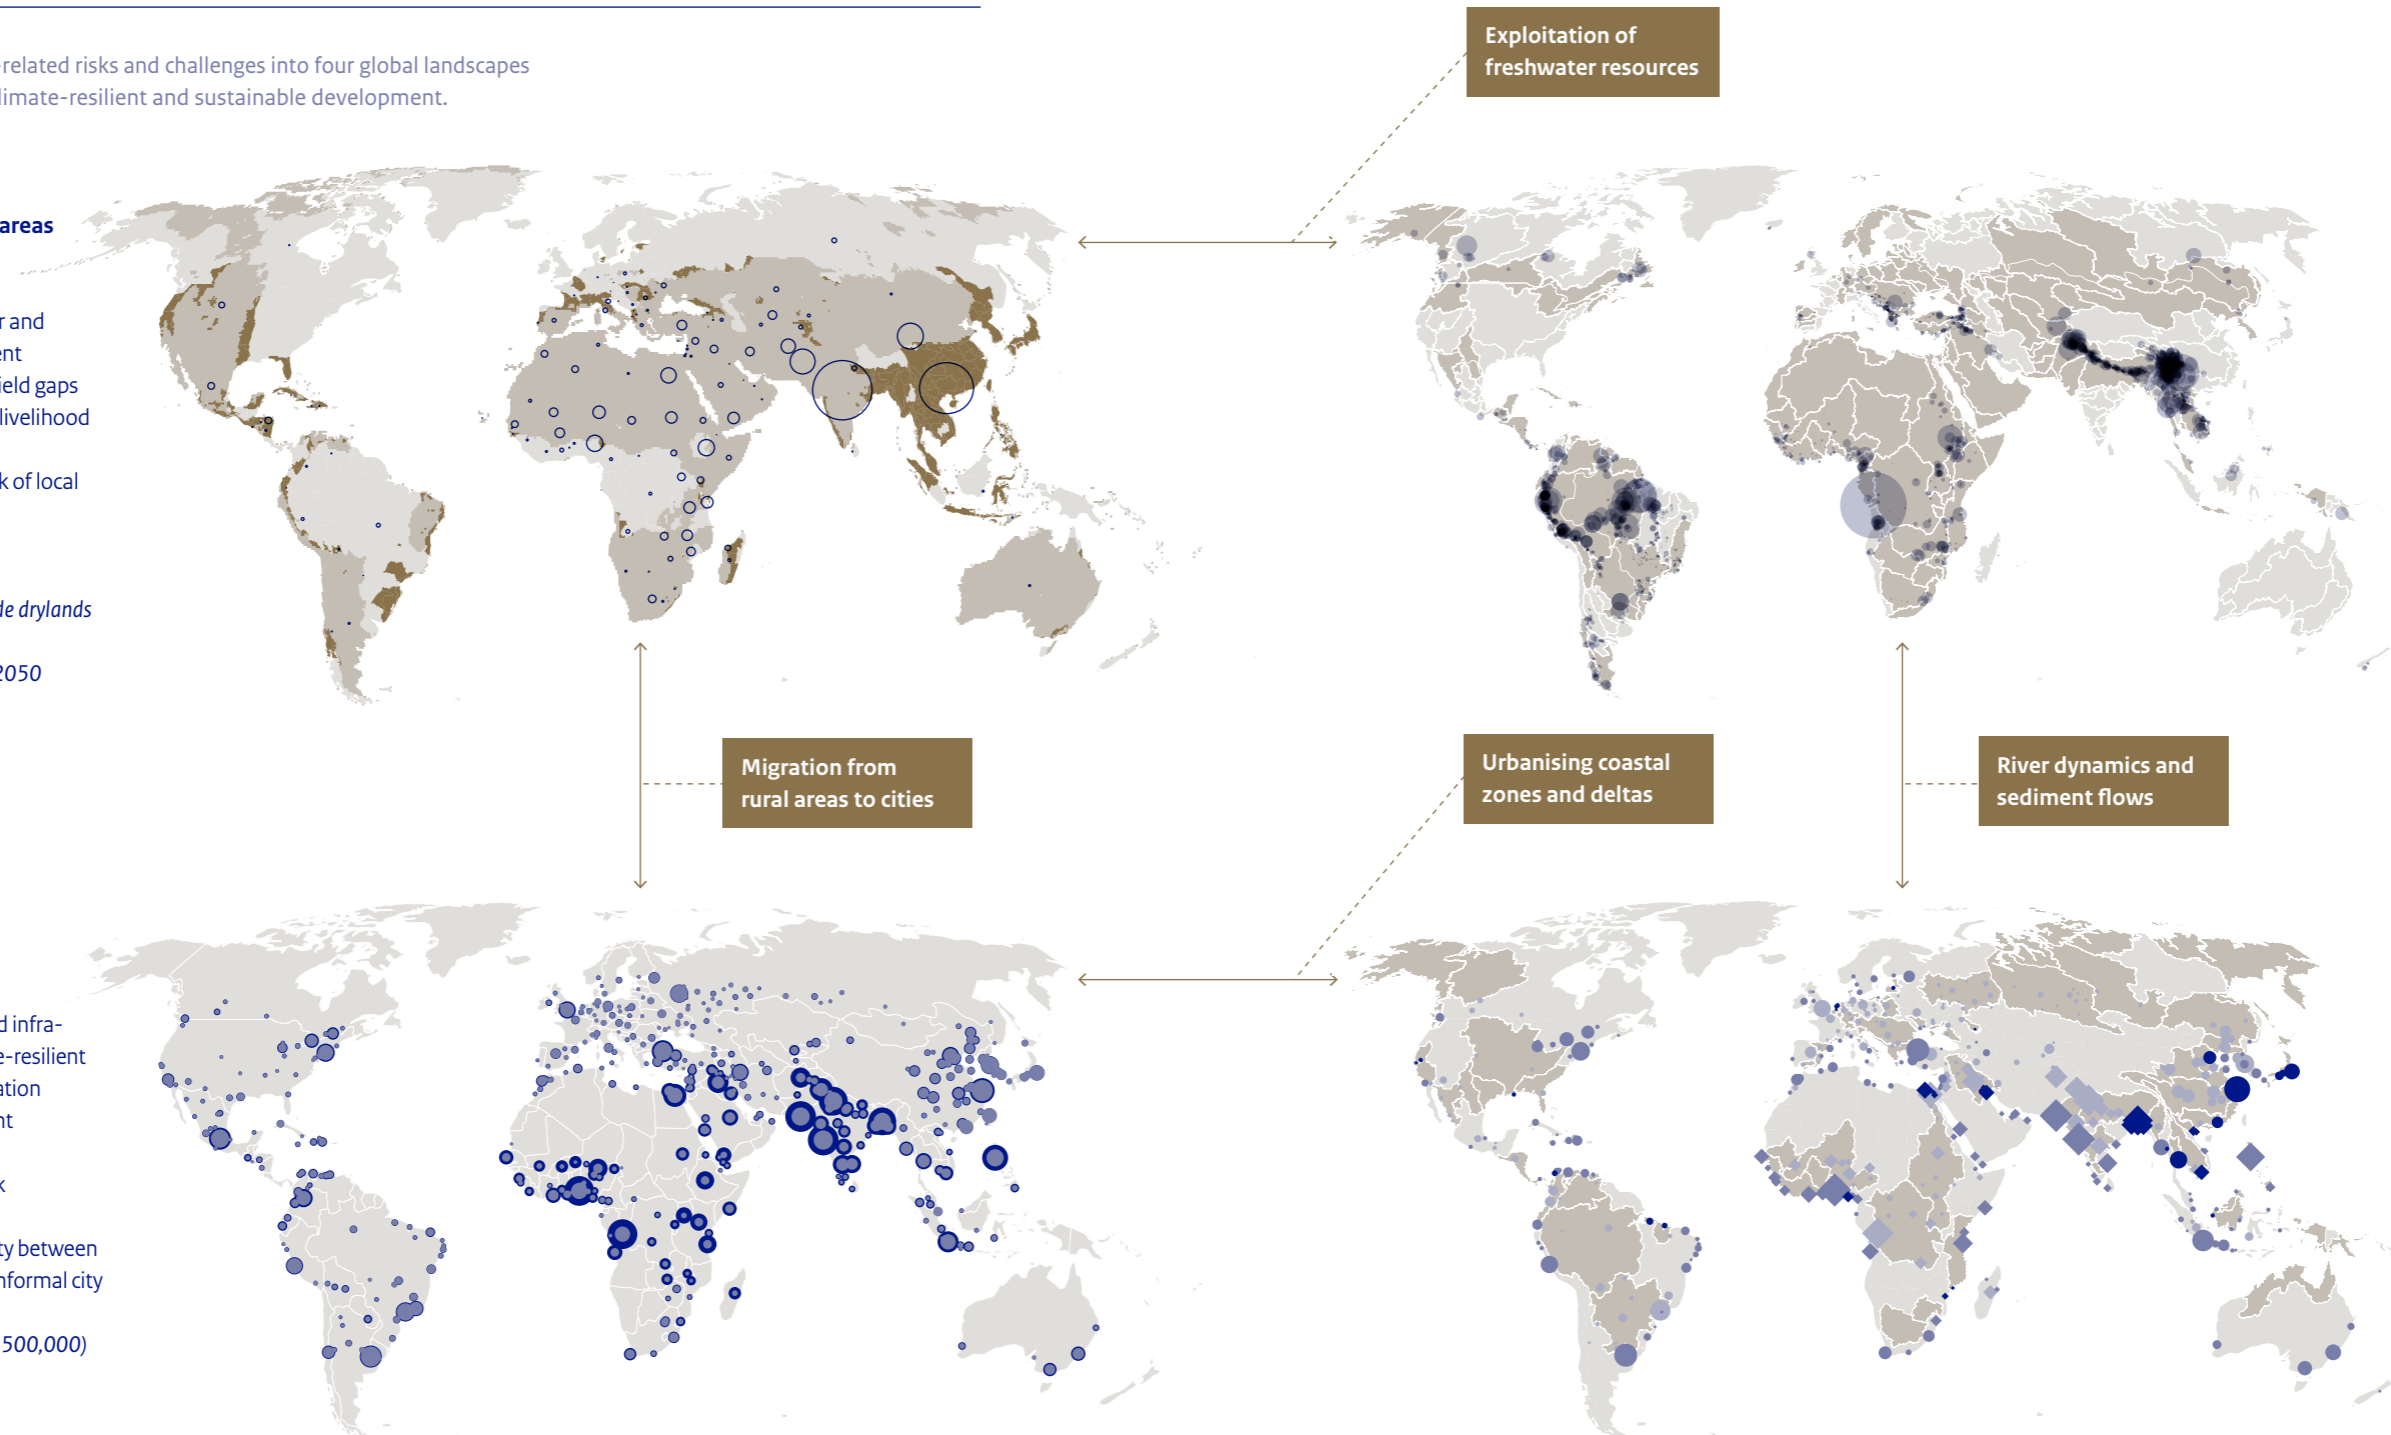 -related risks and challenges into four global landscapes
limate-resilient and sustainable development.
Exploitation of
freshwater resources
areas
r and
ent
ield gaps
livelihood
k of local
de drylands
2050
Migration from
rural areas to cities
Urbanising coastal
zones and deltas
River dynamics and
sediment flows
d infra-
e-resilient
ation
nt
k
ty between
nformal city
500,000)